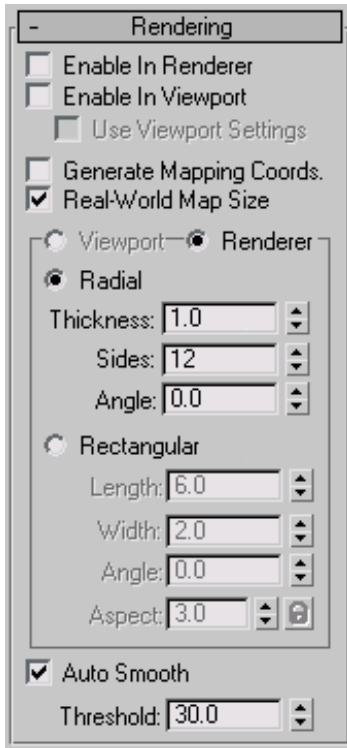 - Rendering
Enable In Renderer
Enable In Viewport
Use Viewport Settings
Generate Mapping Coords.
Real-World Map Size
Viewport Renderer
Radial
Thickness: 1.0
Sides: 12
Angle: 0.0
Rectangular
Length: 6.0
Width: 2.0
Angle: 0.0
Aspect: 3.0
Auto Smooth
Threshold: 30.0